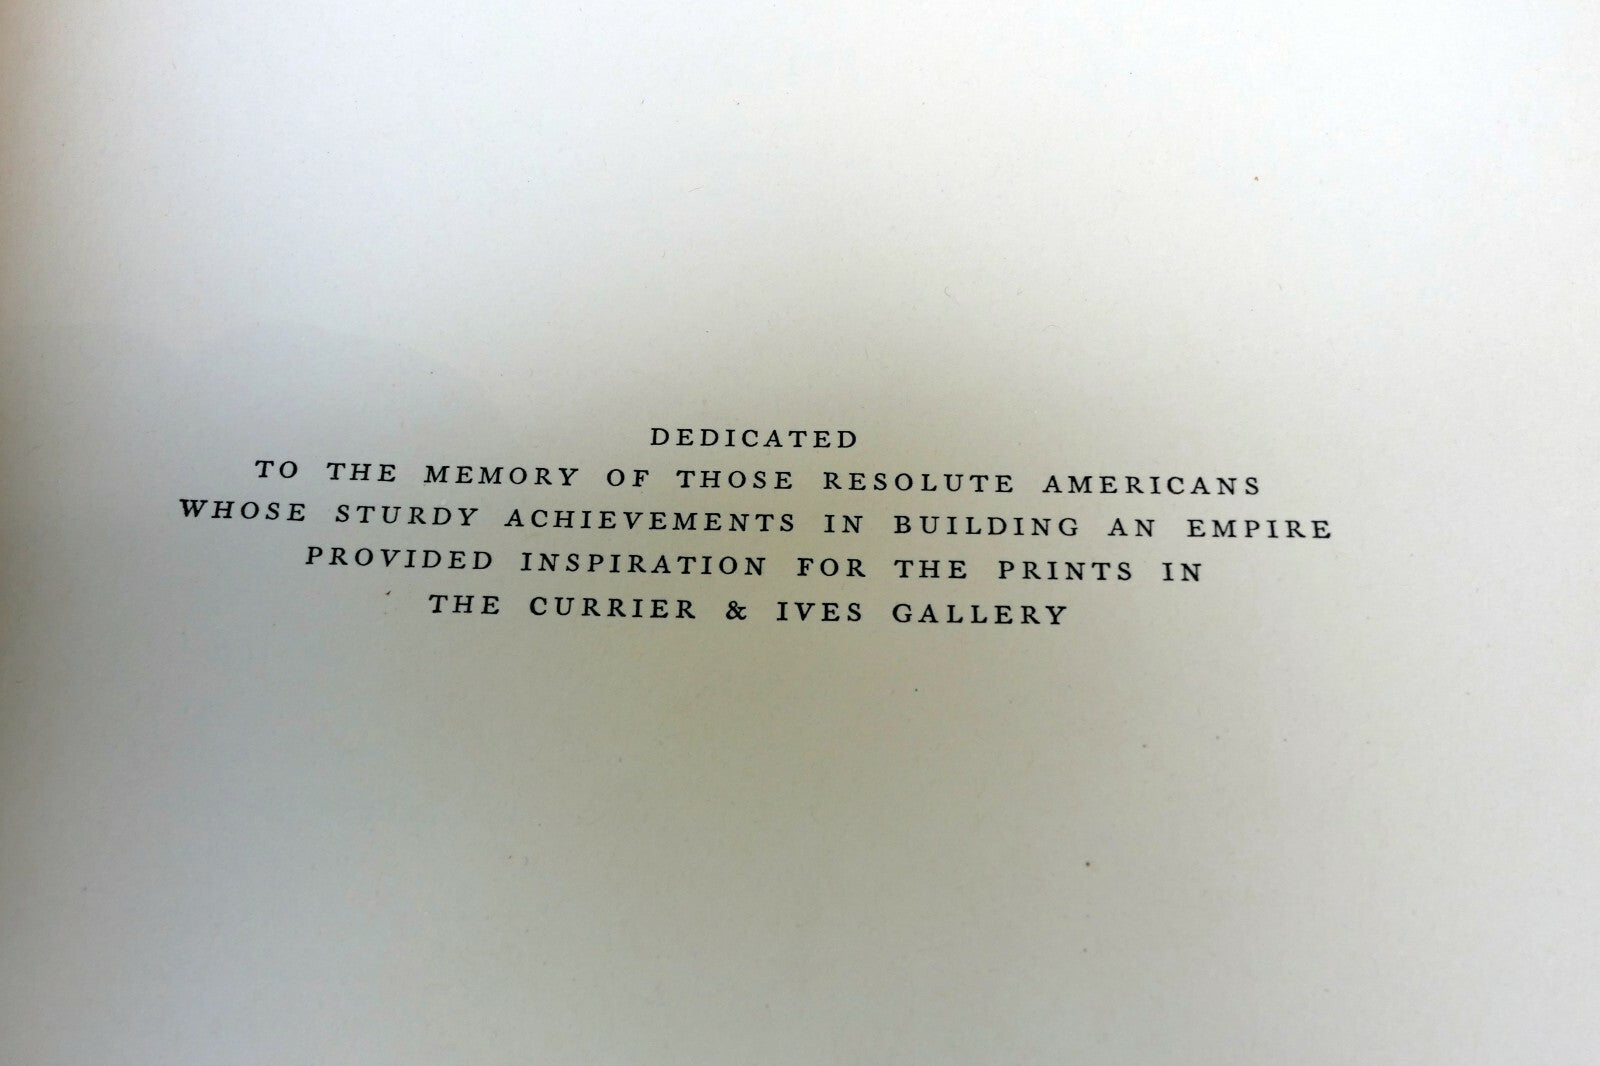 DEDICATED
TO THE MEMORY OF THOSE RESOLUTE AMERICANS
WHOSE STURDY ACHIEVEMENTS IN BUILDING AN EMPIRE
PROVIDED INSPIRATION FOR THE PRINTS IN
THE CURRIER & IVES GALLERY